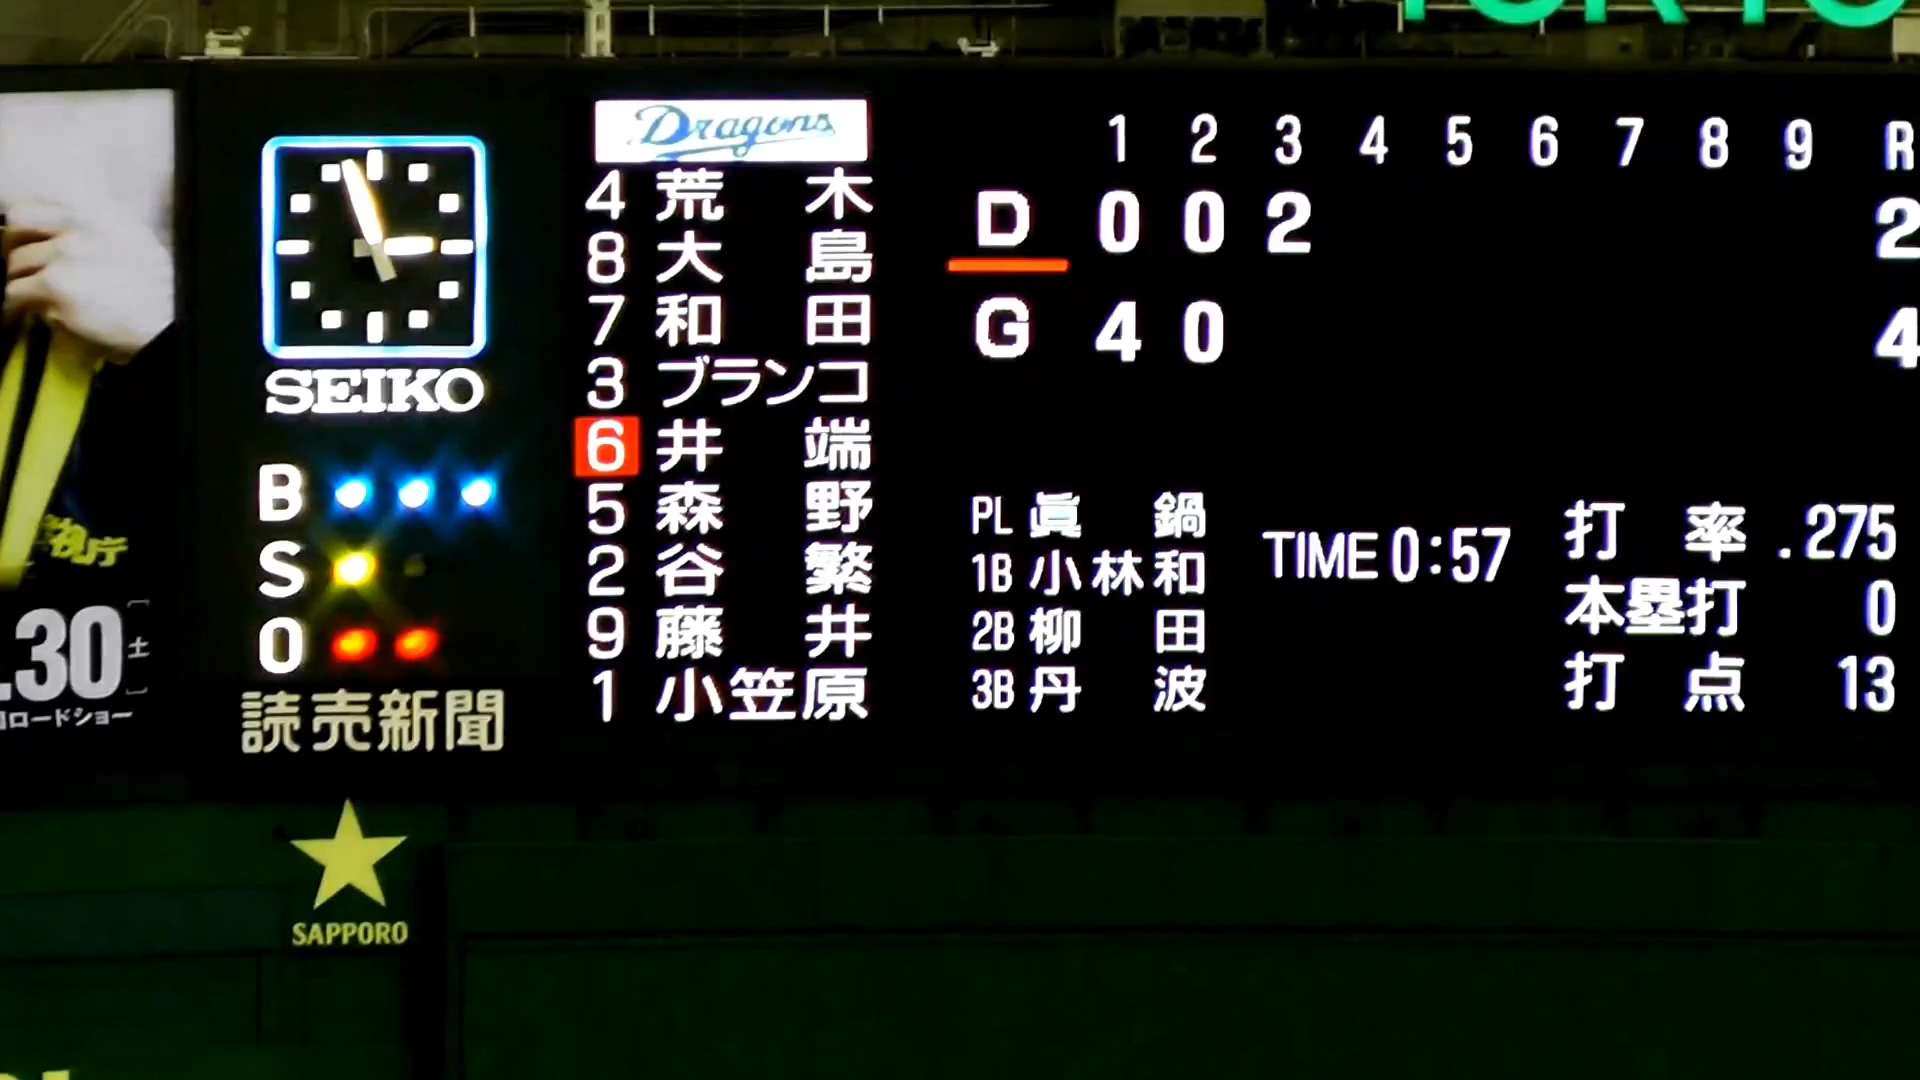 TOKYO
Dragons
4 荒木
8 大島
7 和田
3 ブランコ
6 井端
5 森野
2 谷繁
9 藤井
1 小笠原
1 2 3 4 5 6 7 8 9 R
D 0 0 2 2
G 4 0 4
SEIKO
B
S
O
読売新聞
PL 眞鍋
1B 小林和
2B 柳田
3B 丹波
TIME 0:57
打率 .275
本塁打 0
打点 13
視庁
.30 土
ロードショー
SAPPORO